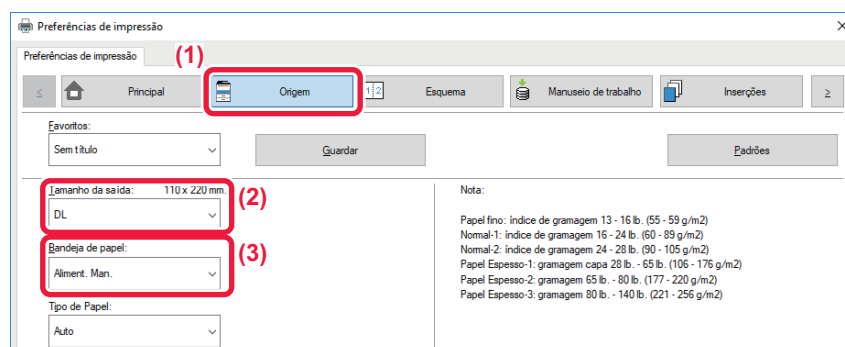 Preferências de impressão
Preferências de impressão
(1)
< Principal Origem 1 2 Esquema Manuseio de trabalho Inserções >
Favoritos:
Sem título Guardar Padrões
Tamanho da saída: 110 x 220 mm.
(2)
DL
Bandeja de papel:
(3)
Aliment. Man.
Tipo de Papel:
Auto
Nota:
Papel fino: índice de gramagem 13 - 16 lb. (55 - 59 g/m2)
Normal-1: índice de gramagem 16 - 24 lb. (60 - 89 g/m2)
Normal-2: índice de gramagem 24 - 28 lb. (90 - 105 g/m2)
Papel Espesso-1: gramagem capa 28 lb. - 65 lb. (106 - 176 g/m2)
Papel Espesso-2: gramagem 65 lb. - 80 lb. (177 - 220 g/m2)
Papel Espesso-3: gramagem 80 lb. - 140 lb. (221 - 256 g/m2)